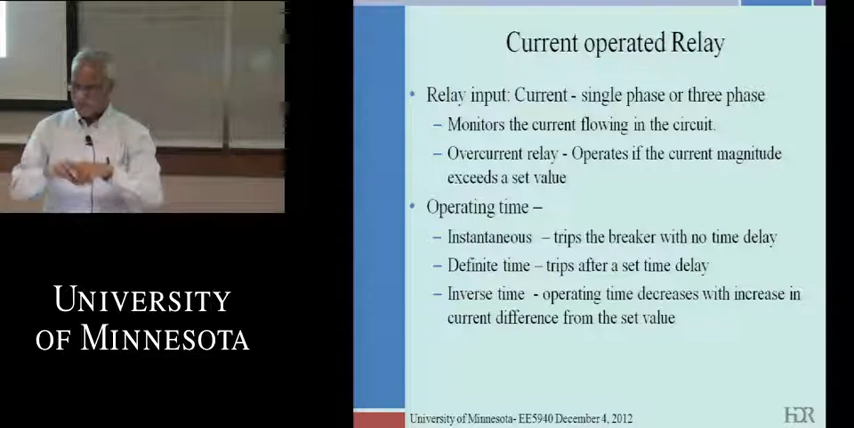 UNIVERSITY
OF MINNESOTA
Current operated Relay
• Relay input: Current - single phase or three phase
– Monitors the current flowing in the circuit.
– Overcurrent relay - Operates if the current magnitude
exceeds a set value
• Operating time –
– Instantaneous – trips the breaker with no time delay
– Definite time – trips after a set time delay
– Inverse time - operating time decreases with increase in
current difference from the set value
University of Minnesota- EE5940 December 4, 2012
HDR